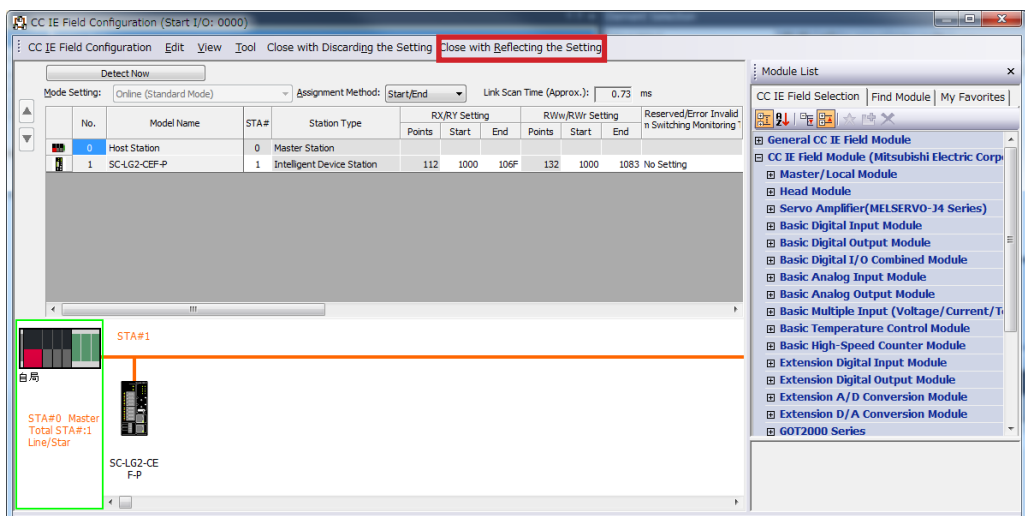 CC IE Field Configuration (Start I/O: 0000)
CC IE Field Configuration Edit View Tool Close with Discarding the Setting Close with Reflecting the Setting
Detect Now
Mode Setting: Online (Standard Mode) Assignment Method: Start/End Link Scan Time (Approx.): 0.73 ms
No. Model Name STA# Station Type RX/RY Setting RWw/RWr Setting Reserved/Error Invalid
Points Start End Points Start End n Switching Monitoring
0 Host Station 0 Master Station
1 SC-LG2-CEF-P 1 Intelligent Device Station 112 1000 106F 132 1000 1083 No Setting
STA#1
自局
STA#0 Master
Total STA#:1
Line/Star
SC-LG2-CE
F-P
Module List
CC IE Field Selection Find Module My Favorites
General CC IE Field Module
CC IE Field Module (Mitsubishi Electric Corp
Master/Local Module
Head Module
Servo Amplifier(MELSERVO-J4 Series)
Basic Digital Input Module
Basic Digital Output Module
Basic Digital I/O Combined Module
Basic Analog Input Module
Basic Analog Output Module
Basic Multiple Input (Voltage/Current/T
Basic Temperature Control Module
Basic High-Speed Counter Module
Extension Digital Input Module
Extension Digital Output Module
Extension A/D Conversion Module
Extension D/A Conversion Module
GOT2000 Series